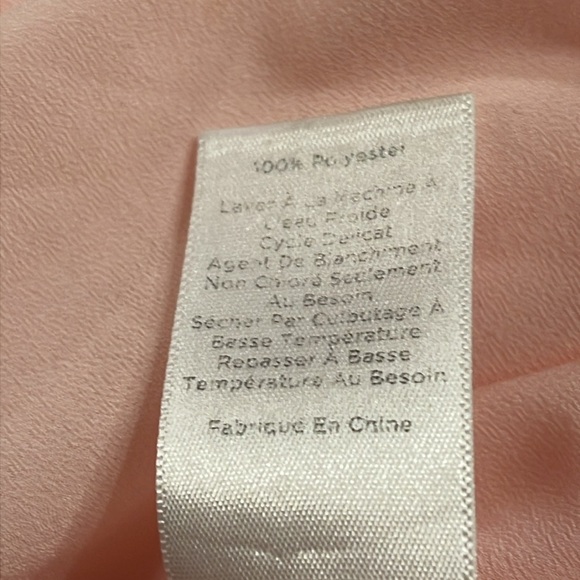 100% Polyester
Laver À La Machine À
L'eau Froide
Cycle Délicat
Agent De Blanchiment
Non Chloré Seulement
Au Besoin
Sécher Par Culbutage À
Basse Température
Repasser À Basse
Température Au Besoin
Fabriqué En Chine